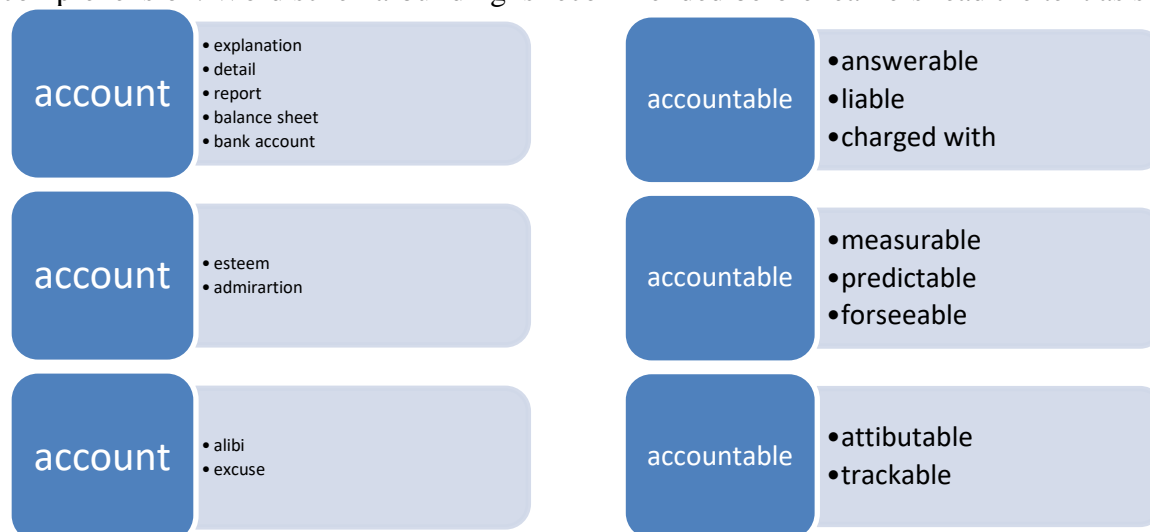 account
• explanation
• detail
• report
• balance sheet
• bank account
account
• esteem
• admirartion
account
• alibi
• excuse
accountable
•answerable
•liable
•charged with
accountable
•measurable
•predictable
•forseeable
accountable
•attibutable
•trackable